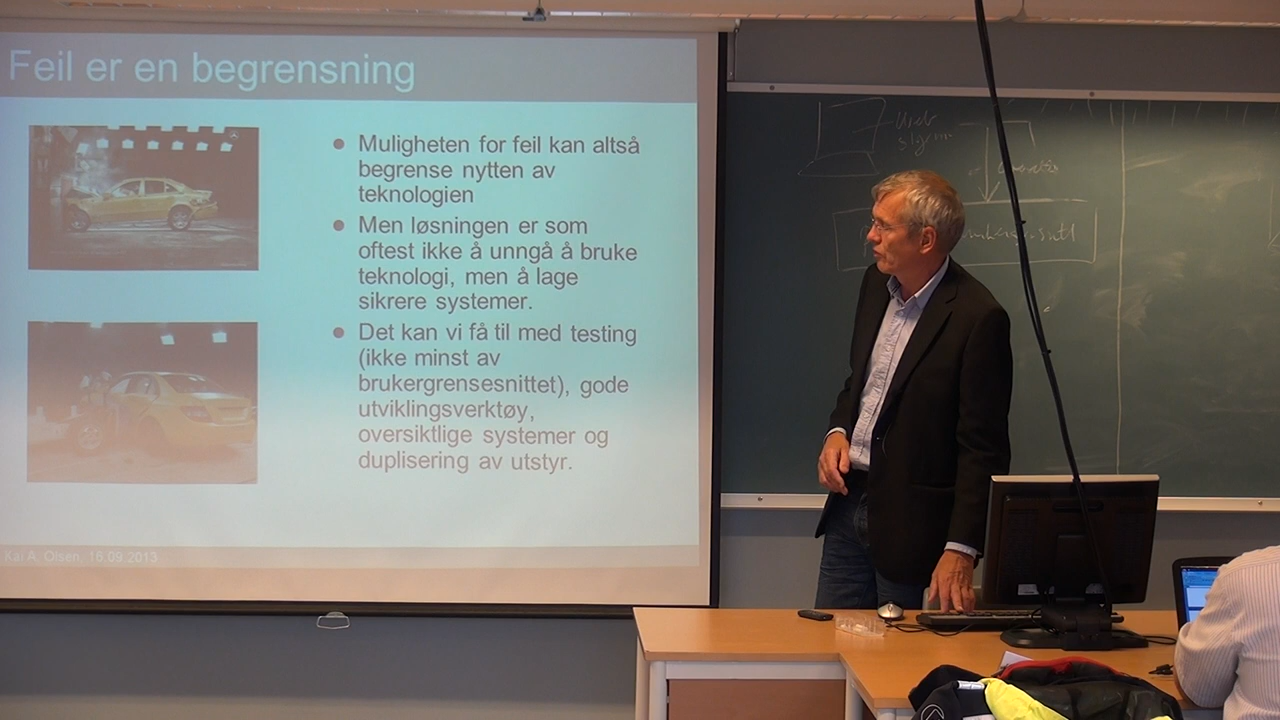 Feil er en begrensning
Muligheten for feil kan altså
begrense nytten av
teknologien
Men løsningen er som
oftest ikke å unngå å bruke
teknologi, men å lage
sikrere systemer.
Det kan vi få til med testing
(ikke minst av
brukergrensesnittet), gode
utviklingsverktøy,
oversiktlige systemer og
duplisering av utstyr.
Kai A. Olsen, 16.09.2013